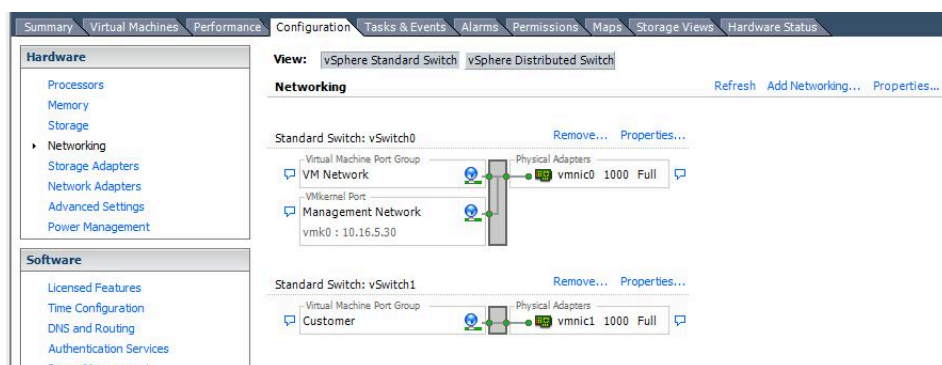 Summary Virtual Machines Performance Configuration Tasks & Events Alarms Permissions Maps Storage Views Hardware Status
Hardware
Processors
Memory
Storage
Networking
Storage Adapters
Network Adapters
Advanced Settings
Power Management
Software
Licensed Features
Time Configuration
DNS and Routing
Authentication Services
View: vSphere Standard Switch vSphere Distributed Switch
Networking Refresh Add Networking... Properties...
Standard Switch: vSwitch0 Remove... Properties...
Virtual Machine Port Group Physical Adapters
VM Network vmnic0 1000 Full
VMkernel Port
Management Network
vmk0 : 10.16.5.30
Standard Switch: vSwitch1 Remove... Properties...
Virtual Machine Port Group Physical Adapters
Customer vmnic1 1000 Full